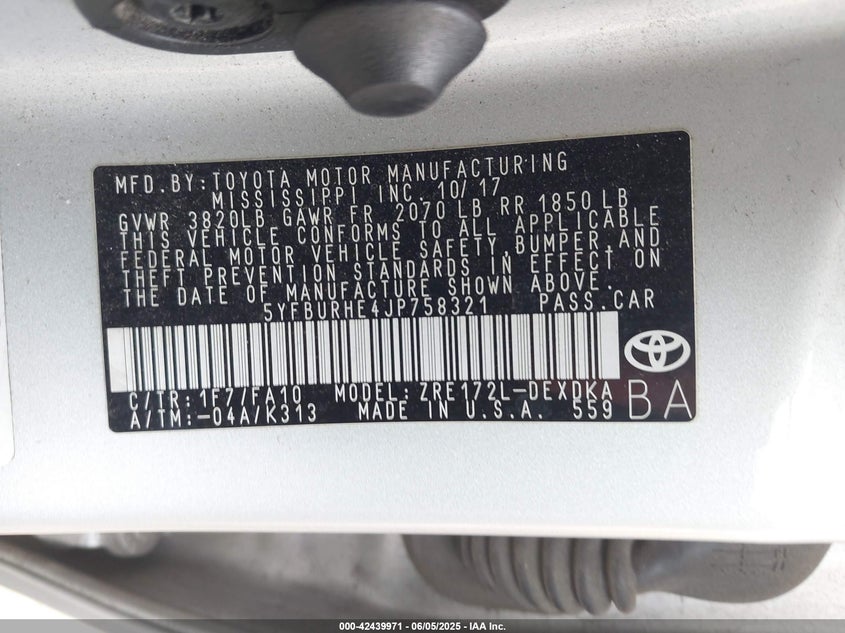 MFD. BY: TOYOTA MOTOR MANUFACTURING
MISSISSIPPI INC. 10/17
GVWR 3820LB GAWR FR 2070 LB RR 1850 LB
THIS VEHICLE CONFORMS TO ALL APPLICABLE
FEDERAL MOTOR VEHICLE SAFETY, BUMPER, AND
THEFT PREVENTION STANDARDS IN EFFECT ON
THE DATE OF MANUFACTURE SHOWN ABOVE.
5YFBURHE4JP758321 PASS. CAR
C/TR: 1F7/FA10 MODEL: ZRE172L-DEXDKA
A/TM: -04A/K313 MADE IN U.S.A. 559
BA
000-42439971 | 06/05/2025 - IAA Inc.